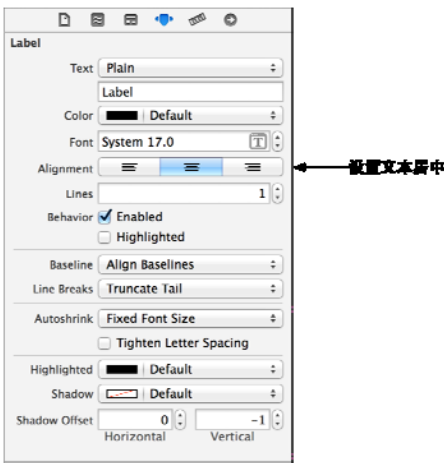 Label
Text Plain
Label
Color Default
Font System 17.0 T
Alignment 设置文本居中
Lines 1
Behavior Enabled
Highlighted
Baseline Align Baselines
Line Breaks Truncate Tail
Autoshrink Fixed Font Size
Tighten Letter Spacing
Highlighted Default
Shadow Default
Shadow Offset 0 -1
Horizontal Vertical